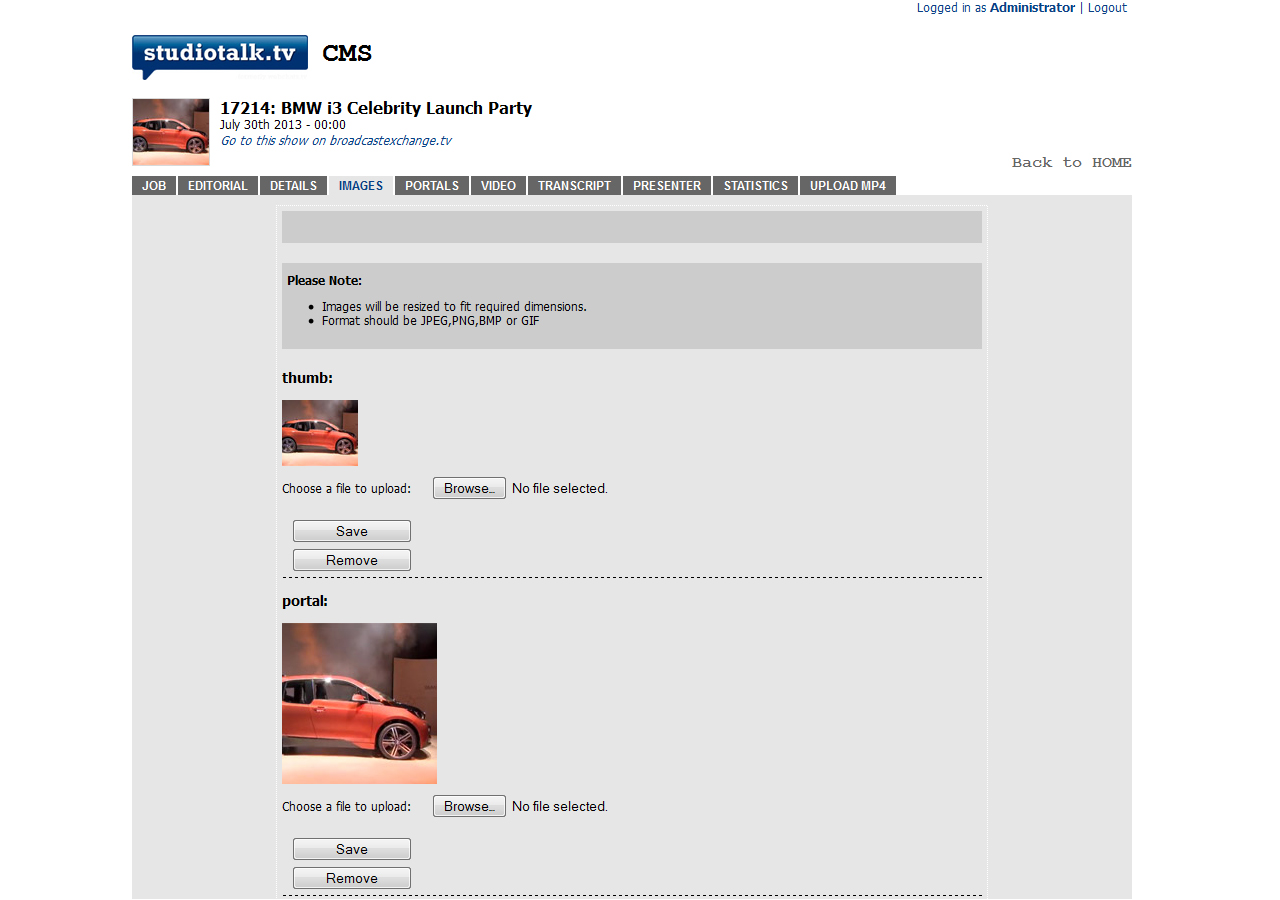 Logged in as Administrator | Logout
studiotalk.tv CMS
17214: BMW i3 Celebrity Launch Party
July 30th 2013 - 00:00
Go to this show on broadcastexchange.tv
Back to HOME
JOB EDITORIAL DETAILS IMAGES PORTALS VIDEO TRANSCRIPT PRESENTER STATISTICS UPLOAD MP4
Please Note:
• Images will be resized to fit required dimensions.
• Format should be JPEG,PNG,BMP or GIF
thumb:
Choose a file to upload: Browse... No file selected.
Save
Remove
portal:
Choose a file to upload: Browse... No file selected.
Save
Remove